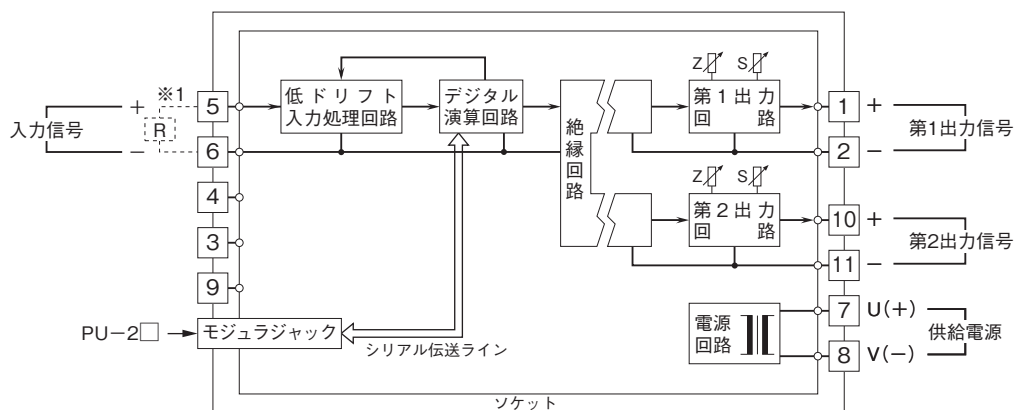 入力信号
+
−
※1
R
5
6
4
3
9
PU−2□
モジュラジャック
シリアル伝送ライン
低ドリフト
入力処理回路
デジタル
演算回路
絶縁回路
Z
S
第1出力
回路
Z
S
第2出力
回路
電源
回路
1
+
2
−
第1出力信号
10
+
11
−
第2出力信号
7
U(+)
8
V(−)
供給電源
ソケット